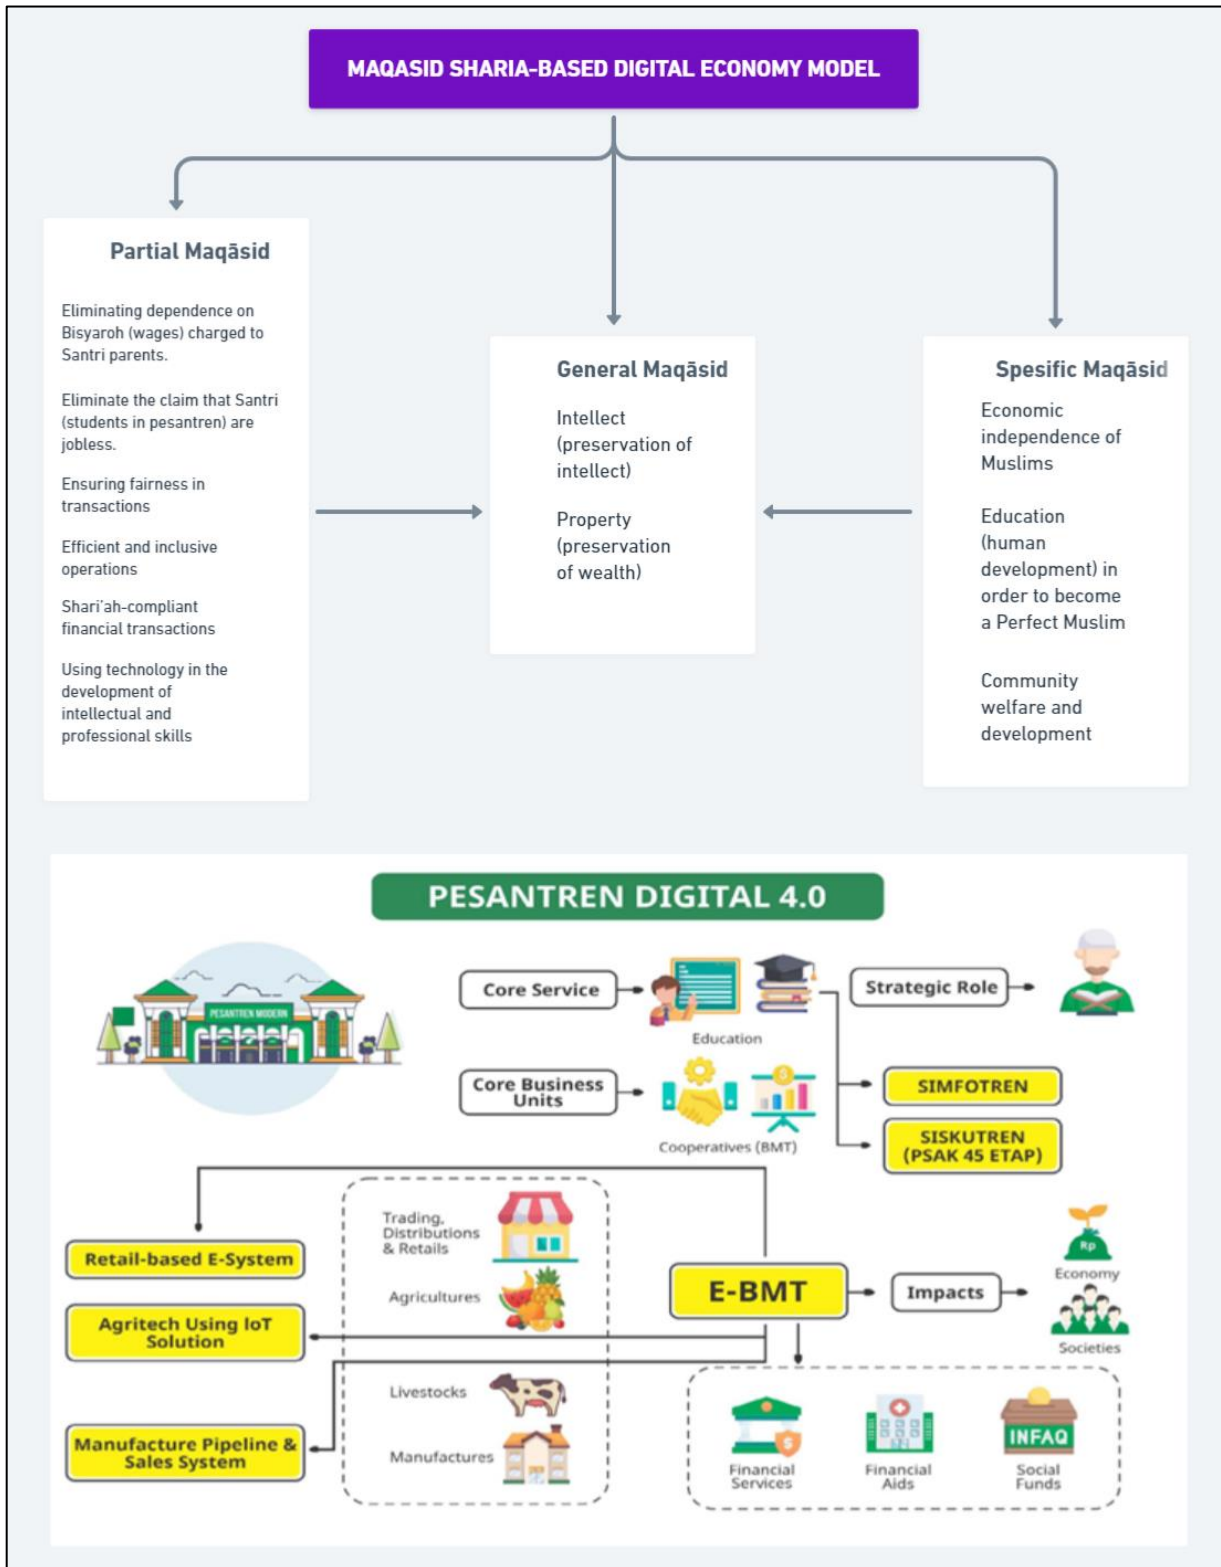 MAQASID SHARIA-BASED DIGITAL ECONOMY MODEL
Partial Maqāsid
Eliminating dependence on
Bisyaroh (wages) charged to
Santri parents.
Eliminate the claim that Santri
(students in pesantren) are
jobless.
Ensuring fairness in
transactions
Efficient and inclusive
operations
Shari'ah-compliant
financial transactions
Using technology in the
development of
intellectual and
professional skills
General Maqāsid
Intellect
(preservation of
intellect)
Property
(preservation
of wealth)
Spesific Maqāsid
Economic
independence of
Muslims
Education
(human
development) in
order to become
a Perfect Muslim
Community
welfare and
development
PESANTREN DIGITAL 4.0
PESANTREN MODERN
Core Service
Education
Strategic Role
Core Business
Units
Cooperatives (BMT)
SIMFOTREN
SISKUTREN
(PSAK 45 ETAP)
Trading,
Distributions
& Retails
Agricultures
Livestocks
Manufactures
Retail-based E-System
Agritech Using IoT
Solution
Manufacture Pipeline &
Sales System
E-BMT
Impacts
Rp
Economy
Societies
Financial
Services
Financial
Aids
INFAQ
Social
Funds